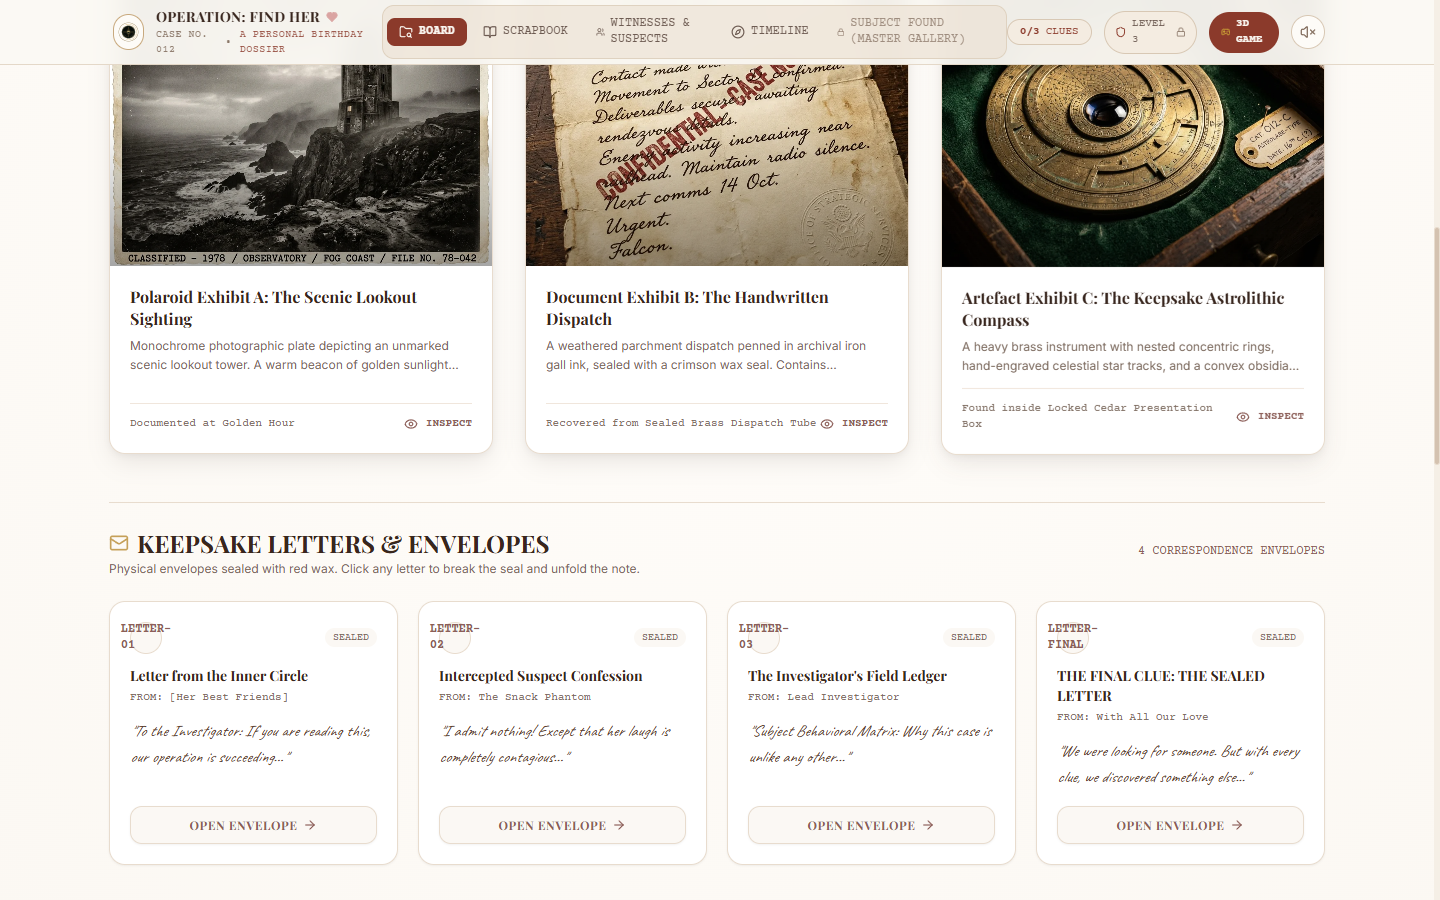 OPERATION: FIND HER
CASE NO. 012 • A PERSONAL BIRTHDAY DOSSIER
BOARD
SCRAPBOOK
WITNESSES & SUSPECTS
TIMELINE
SUBJECT FOUND (MASTER GALLERY)
0/3 CLUES
LEVEL 3
3D GAME
CLASSIFIED - 1978 / OBSERVATORY / FOG COAST / FILE NO. 78-042
Contact made
confirmed.
Movement to Sector
Deliverables secure, awaiting
rendezvous details.
Enemy activity increasing near
Maintain radio silence.
Next comms 14 Oct.
Urgent.
Falcon.
CONFIDENTIAL - CASE
CAT 012-C
Polaroid Exhibit A: The Scenic Lookout
Sighting
Monochrome photographic plate depicting an unmarked
scenic lookout tower. A warm beacon of golden sunlight...
Documented at Golden Hour
INSPECT
Document Exhibit B: The Handwritten
Dispatch
A weathered parchment dispatch penned in archival iron
gall ink, sealed with a crimson wax seal. Contains...
Recovered from Sealed Brass Dispatch Tube
INSPECT
Artefact Exhibit C: The Keepsake Astrolithic
Compass
A heavy brass instrument with nested concentric rings,
hand-engraved celestial star tracks, and a convex obsidia...
Found inside Locked Cedar Presentation
Box
INSPECT
KEEPSAKE LETTERS & ENVELOPES
Physical envelopes sealed with red wax. Click any letter to break the seal and unfold the note.
4 CORRESPONDENCE ENVELOPES
LETTER-
01
SEALED
Letter from the Inner Circle
FROM: [Her Best Friends]
"To the Investigator: If you are reading this,
our operation is succeeding..."
OPEN ENVELOPE →
LETTER-
02
SEALED
Intercepted Suspect Confession
FROM: The Snack Phantom
"I admit nothing! Except that her laugh is
completely contagious..."
OPEN ENVELOPE →
LETTER-
03
SEALED
The Investigator's Field Ledger
FROM: Lead Investigator
"Subject Behavioral Matrix: Why this case is
unlike any other..."
OPEN ENVELOPE →
LETTER-
FINAL
SEALED
THE FINAL CLUE: THE SEALED
LETTER
FROM: With All Our Love
"We were looking for someone. But with every
clue, we discovered something else..."
OPEN ENVELOPE →